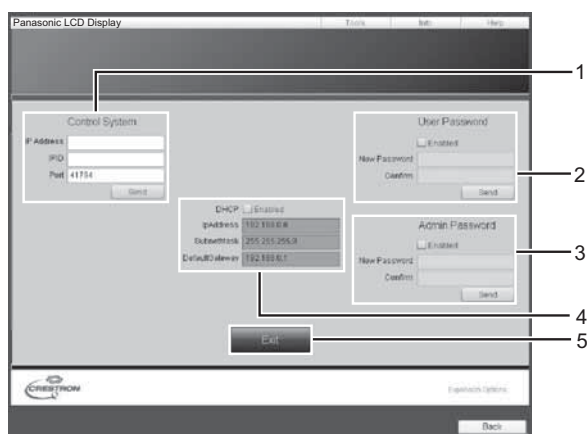 Panasonic LCD Display
Tools Info Help
1
Control System
IP Address
IPID
Port 41794
Send
User Password
Enabled
New Password
Confirm
2
Send
DHCP Enabled
IpAddress 192.168.0.8
SubnetMask 255.255.255.0
DefaultGateway 192.168.0.1
Admin Password
Enabled
New Password
Confirm
3
Send
4
Exit
5
CRESTRON
Expansion Options
Back